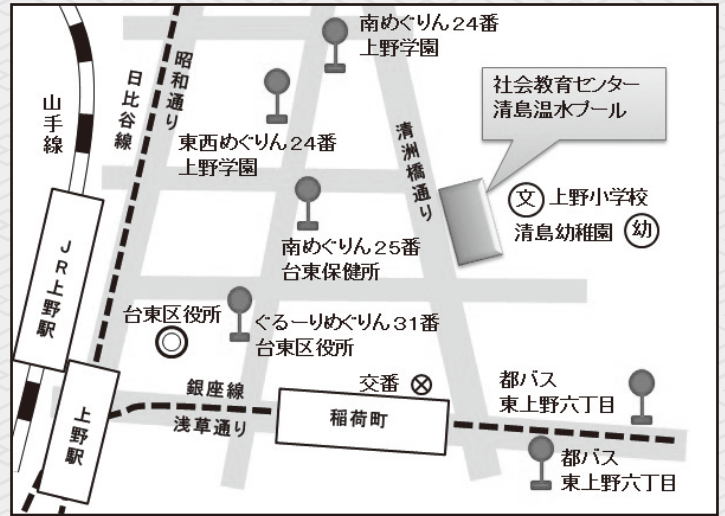 南めぐりん24番
上野学園
昭和通り
日比谷線
山手線
東西めぐりん24番
上野学園
清洲橋通り
社会教育センター
清島温水プール
文 上野小学校
清島幼稚園 幼
南めぐりん25番
台東保健所
JR上野駅
台東区役所
ぐるーりめぐりん31番
台東区役所
上野駅
銀座線
浅草通り
交番
稲荷町
都バス
東上野六丁目
都バス
東上野六丁目